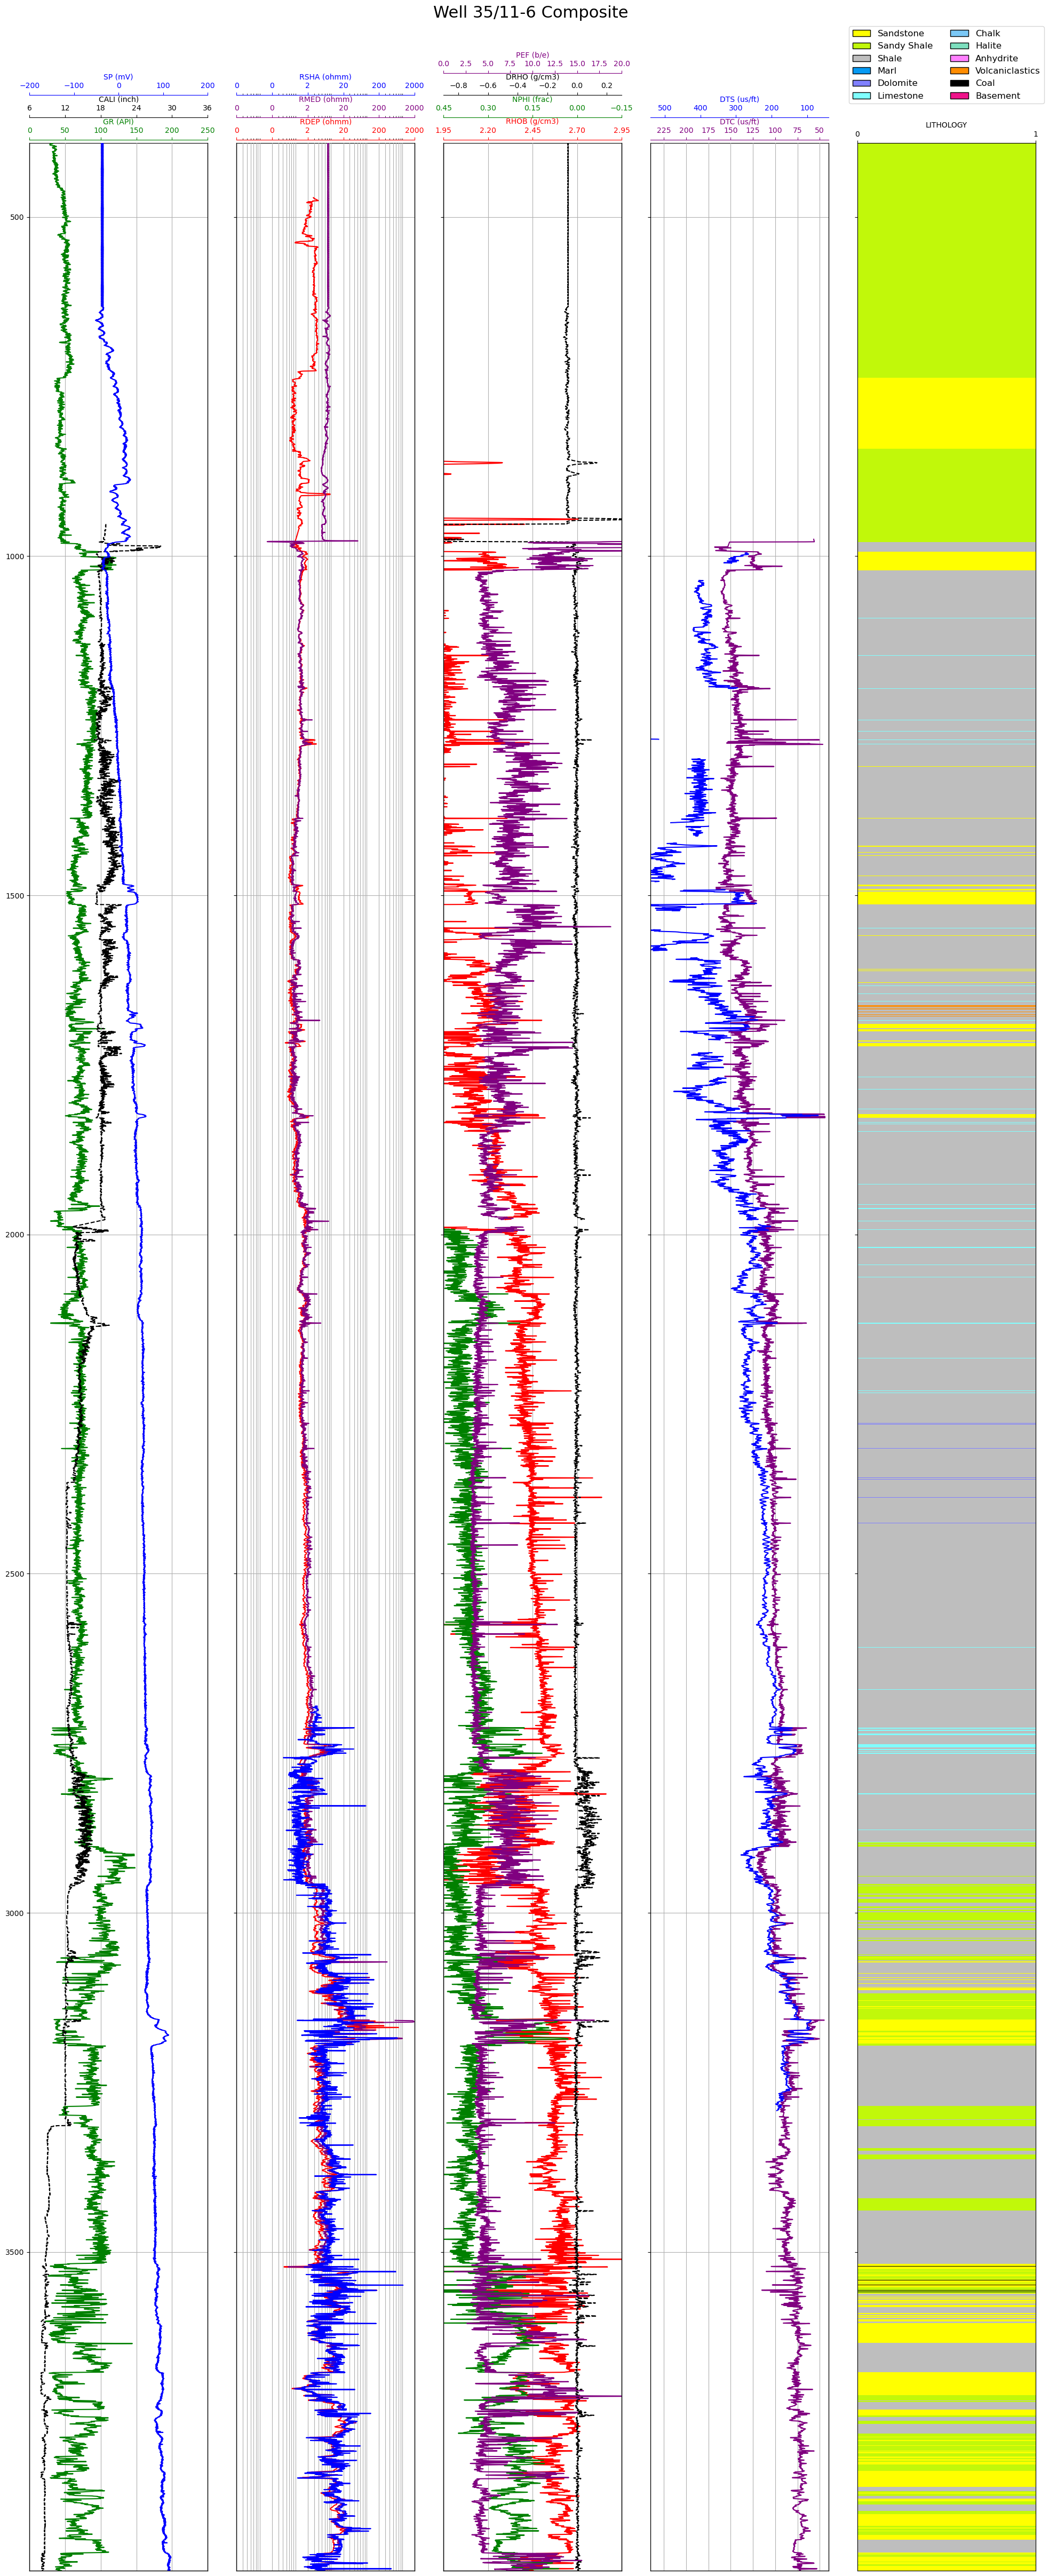 Well 35/11-6 Composite
Sandstone
Sandy Shale
Shale
Marl
Dolomite
Limestone
Chalk
Halite
Anhydrite
Volcaniclastics
Coal
Basement
SP (mV)
−200 −100 0 100 200
CALI (inch)
6 12 18 24 30 36
GR (API)
0 50 100 150 200 250
RSHA (ohmm)
0 0 2 20 200 2000
RMED (ohmm)
0 0 2 20 200 2000
RDEP (ohmm)
0 0 2 20 200 2000
PEF (b/e)
0.0 2.5 5.0 7.5 10.0 12.5 15.0 17.5 20.0
DRHO (g/cm3)
−0.8 −0.6 −0.4 −0.2 0.0 0.2
NPHI (frac)
0.45 0.30 0.15 0.00 −0.15
RHOB (g/cm3)
1.95 2.20 2.45 2.70 2.95
DTS (us/ft)
500 400 300 200 100
DTC (us/ft)
225 200 175 150 125 100 75 50
LITHOLOGY
0 1
500
1000
1500
2000
2500
3000
3500